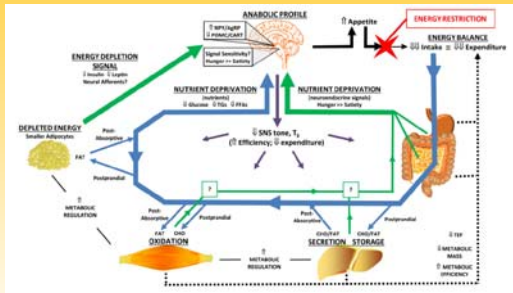 ANABOLIC PROFILE
⇧ NPY/AgRP
⇩ POMC/CART
Signal Sensitivity?
Hunger >> Satiety
⇧ Appetite
ENERGY RESTRICTION
ENERGY BALANCE
⇩⇩ Intake = ⇩⇩ Expenditure
ENERGY DEPLETION
SIGNAL
⇩ Insulin ⇩ Leptin
Neural Afferents?
NUTRIENT DEPRIVATION
(nutrients)
⇩ Glucose ⇩ TGs ⇩ FFAs
NUTRIENT DEPRIVATION
(neuroendocrine signals)
Hunger >> Satiety
DEPLETED ENERGY
Smaller Adipocytes
Post-
Absorptive
FAT
Postprandial
⇩ SNS tone, T3
(⇧ Efficiency; ⇩ expenditure)
?
?
Post-
Absorptive
Postprandial
FAT CHO
OXIDATION
Post-
Absorptive
Postprandial
CHO/FAT CHO/FAT
SECRETION STORAGE
⇧
METABOLIC
REGULATION
⇧
METABOLIC
REGULATION
⇩ TEF
⇩ METABOLIC
MASS
⇧ METABOLIC
EFFICIENCY